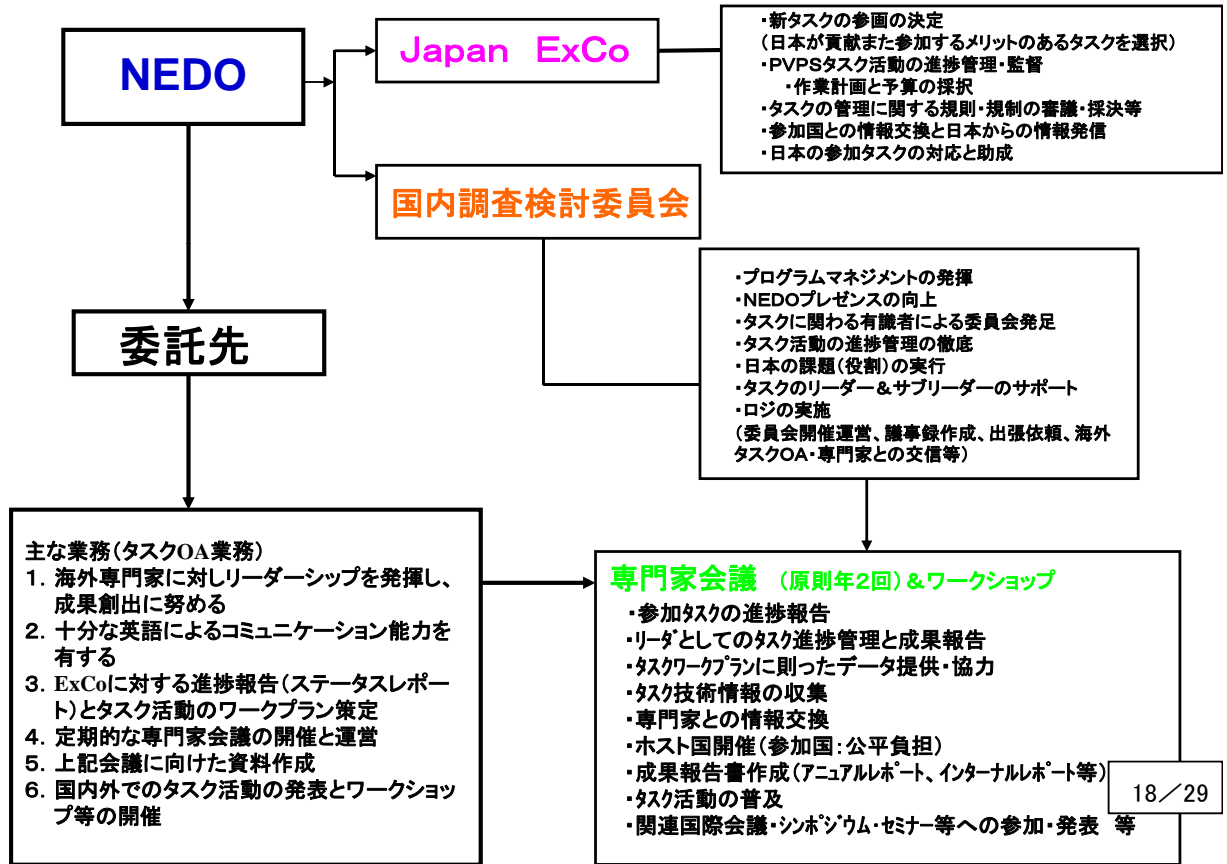 NEDO
Japan ExCo
・新タスクの参画の決定
(日本が貢献また参加するメリットのあるタスクを選択)
・PVPSタスク活動の進捗管理・監督
・作業計画と予算の採択
・タスクの管理に関する規則・規制の審議・採決等
・参加国との情報交換と日本からの情報発信
・日本の参加タスクの対応と助成
国内調査検討委員会
・プログラムマネジメントの発揮
・NEDOプレゼンスの向上
・タスクに関わる有識者による委員会発足
・タスク活動の進捗管理の徹底
・日本の課題(役割)の実行
・タスクのリーダー&サブリーダーのサポート
・ロジの実施
(委員会開催運営、議事録作成、出張依頼、海外
タスクOA・専門家との交信等)
委託先
主な業務(タスクOA業務)
1. 海外専門家に対しリーダーシップを発揮し、
成果創出に努める
2. 十分な英語によるコミュニケーション能力を
有する
3. ExCoに対する進捗報告(ステータスレポー
ト)とタスク活動のワークプラン策定
4. 定期的な専門家会議の開催と運営
5. 上記会議に向けた資料作成
6. 国内外でのタスク活動の発表とワークショッ
プ等の開催
専門家会議 (原則年2回)&ワークショップ
・参加タスクの進捗報告
・リーダとしてのタスク進捗管理と成果報告
・タスクワークプランに則ったデータ提供・協力
・タスク技術情報の収集
・専門家との情報交換
・ホスト国開催(参加国:公平負担)
・成果報告書作成(アニュアルレポート、インターナルレポート等)
・タスク活動の普及
・関連国際会議・シンポジウム・セミナー等への参加・発表 等
18/29